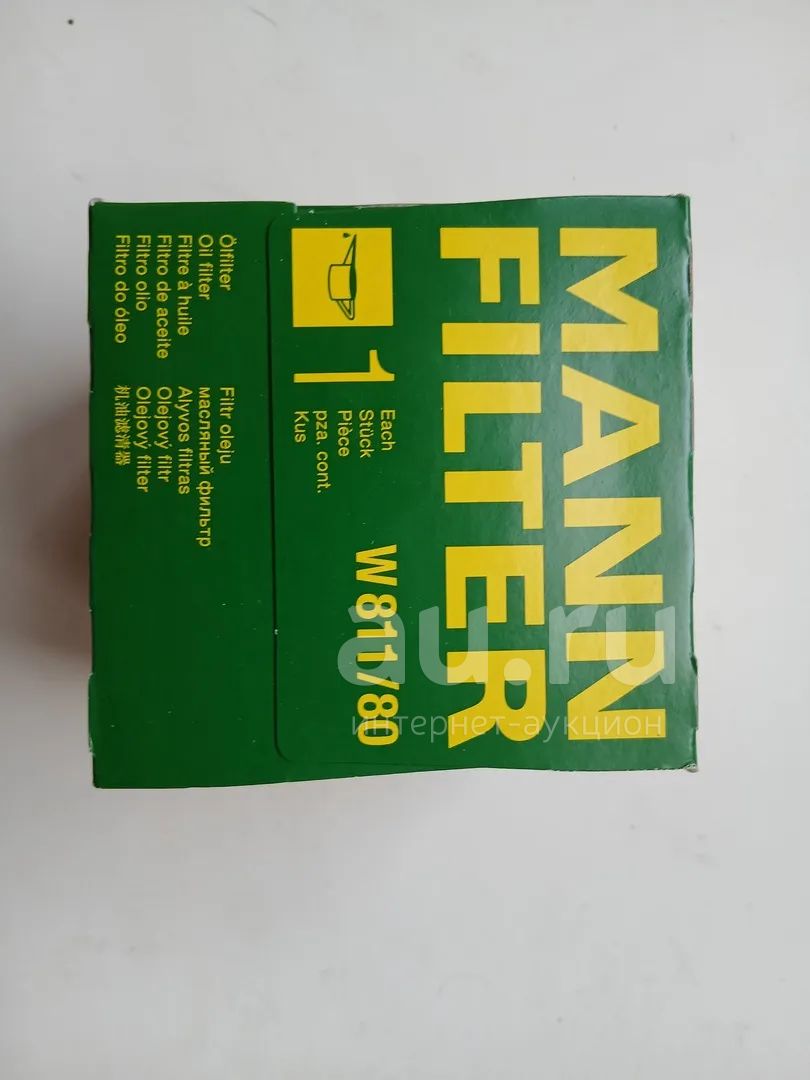 MANN
FILTER
1
Each
Stück
Pièce
pza. cont.
Kus
W 811/80
Ölfilter
Oil filter
Filtre à huile
Filtro de aceite
Filtro olio
Filtro do óleo
Filtr oleju
масляный фильтр
Alyvos filtras
Olejový filtr
Olejový filter
机油滤清器
au.ru
интернет-аукцион